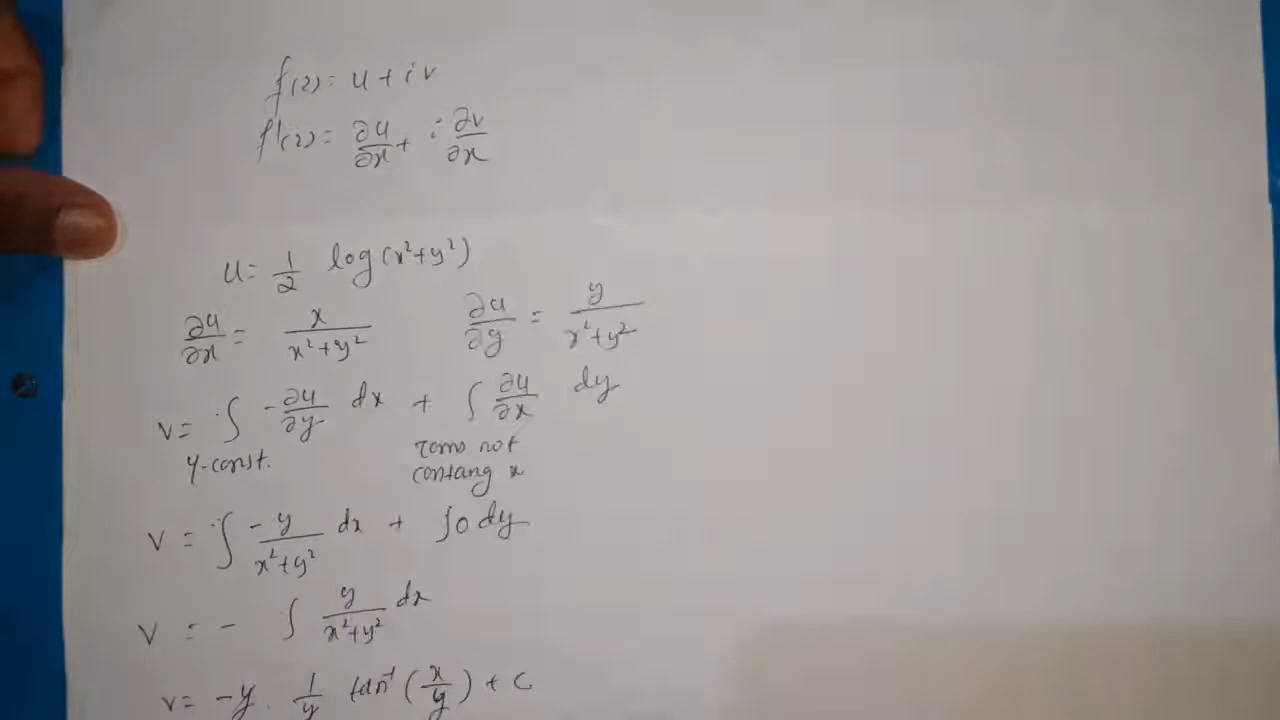 f(z) = u + iv
f'(z) = ∂u/∂x + i ∂v/∂x
u = 1/2 log(x²+y²)
∂u/∂x = x/(x²+y²) ∂u/∂y = y/(x²+y²)
v = ∫ -∂u/∂y dx + ∫ ∂u/∂x dy
y-const. terms not
containg x
v = ∫ -y/(x²+y²) dx + ∫0 dy
v = - ∫ y/(x²+y²) dx
v = -y . 1/y tan⁻¹(x/y) + c